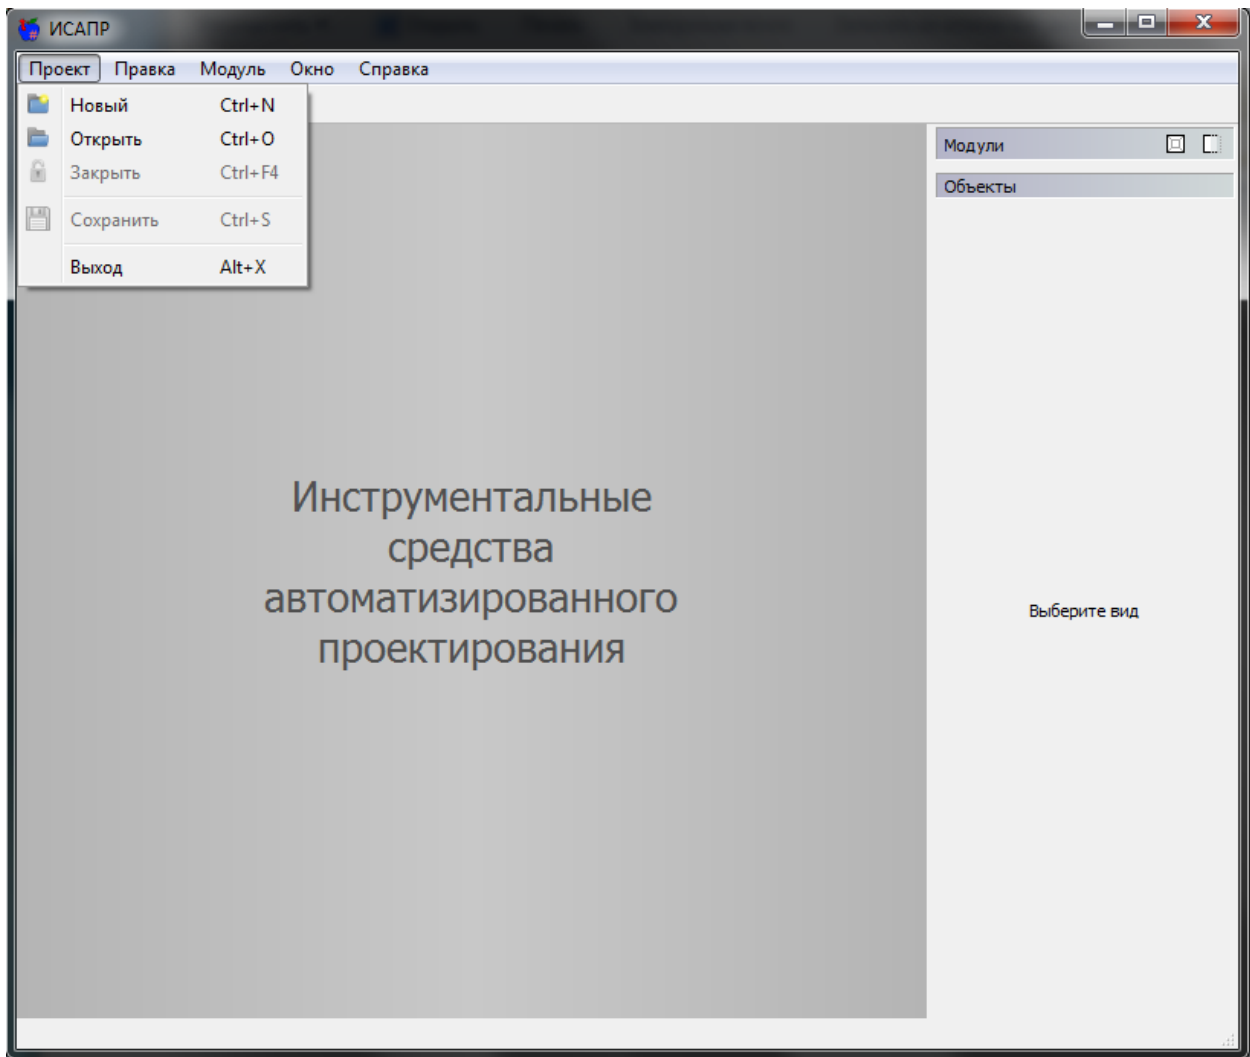 ИСАПР
Проект Правка Модуль Окно Справка
Новый Ctrl+N
Открыть Ctrl+O
Закрыть Ctrl+F4
Сохранить Ctrl+S
Выход Alt+X
Модули
Объекты
Инструментальные
средства
автоматизированного
проектирования
Выберите вид